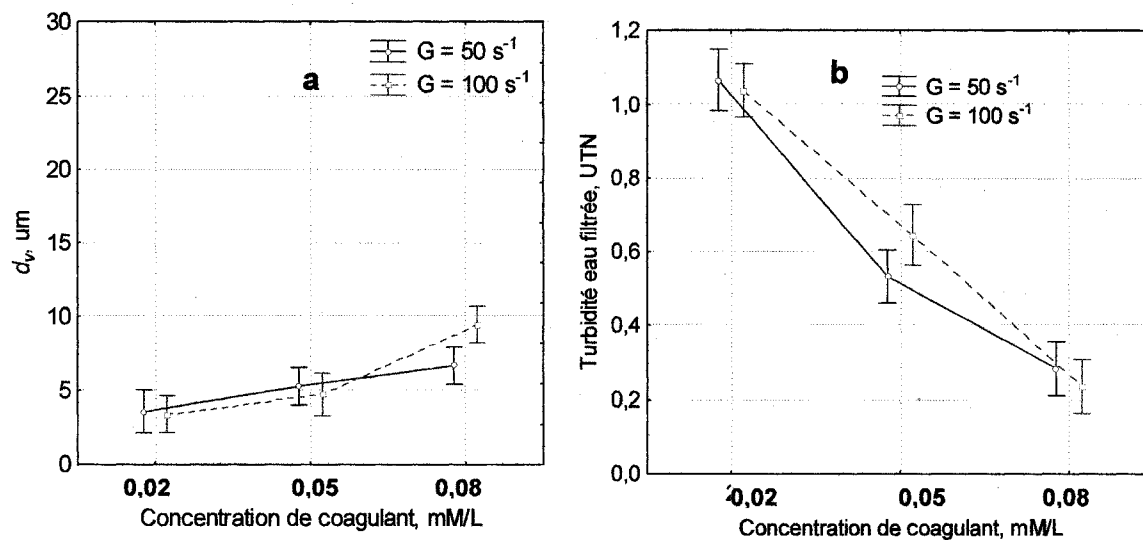 30
25
20
15
10
5
0
d_v, um
a
G = 50 s⁻¹
G = 100 s⁻¹
0,02
0,05
0,08
Concentration de coagulant, mM/L
1,2
1,0
0,8
0,6
0,4
0,2
0,0
Turbidité eau filtrée, UTN
b
G = 50 s⁻¹
G = 100 s⁻¹
0,02
0,05
0,08
Concentration de coagulant, mM/L